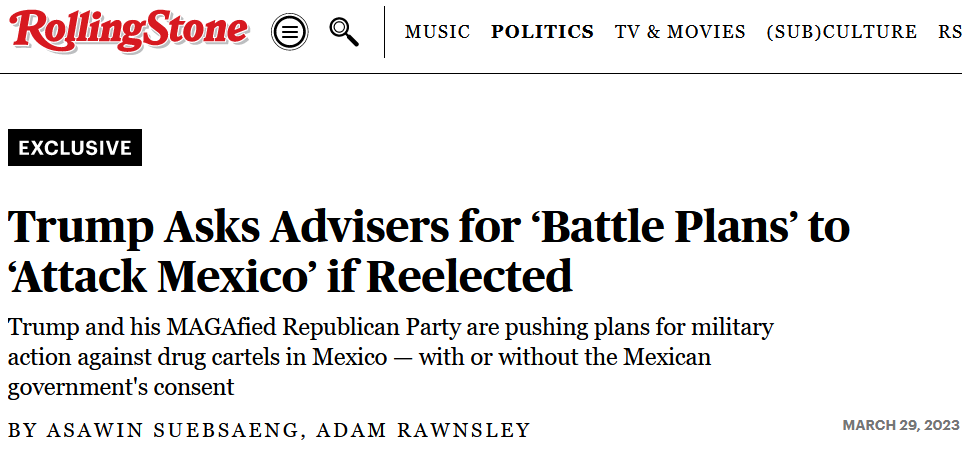 RollingStone MUSIC POLITICS TV & MOVIES (SUB)CULTURE RS
EXCLUSIVE
Trump Asks Advisers for ‘Battle Plans’ to
‘Attack Mexico’ if Reelected
Trump and his MAGAfied Republican Party are pushing plans for military
action against drug cartels in Mexico — with or without the Mexican
government's consent
BY ASAWIN SUEBSAENG, ADAM RAWNSLEY MARCH 29, 2023